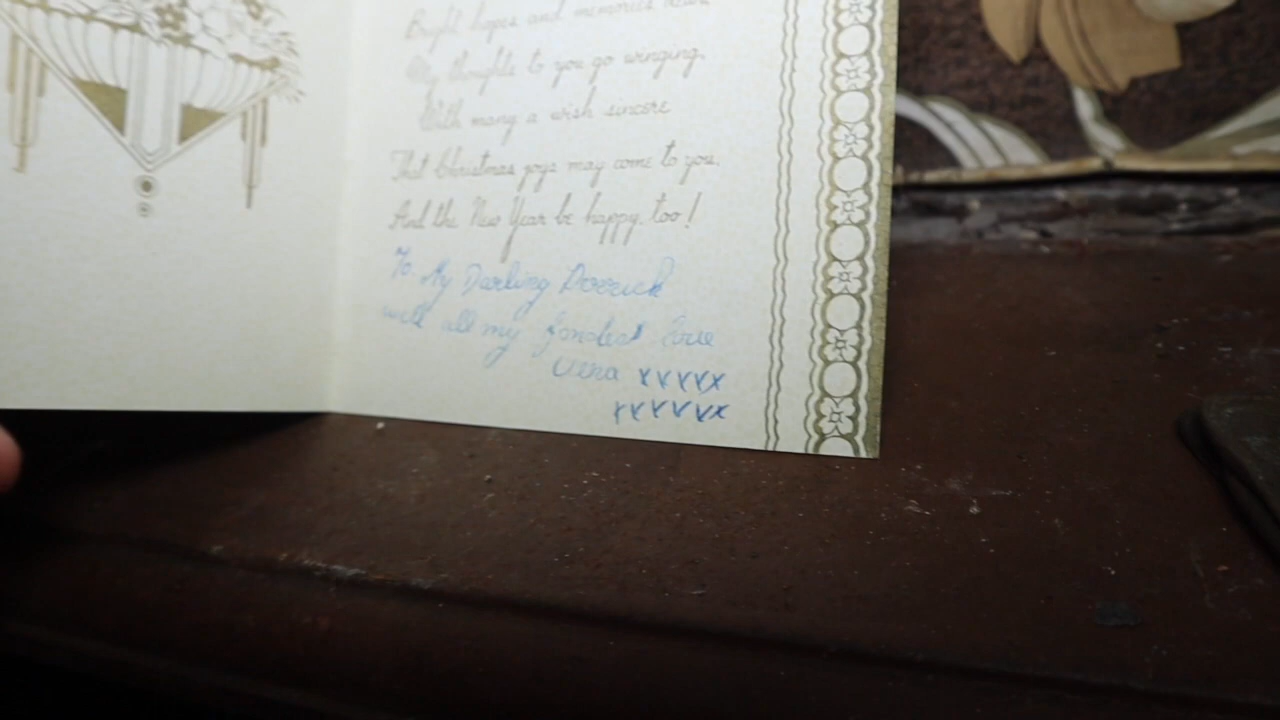 Bright hopes and memories
My thoughts to you go winging,
With many a wish sincere
That Christmas joys may come to you,
And the New Year be happy, too!
To My Darling Derrick
with all my fondest Love
xxxxx
xxxxxx